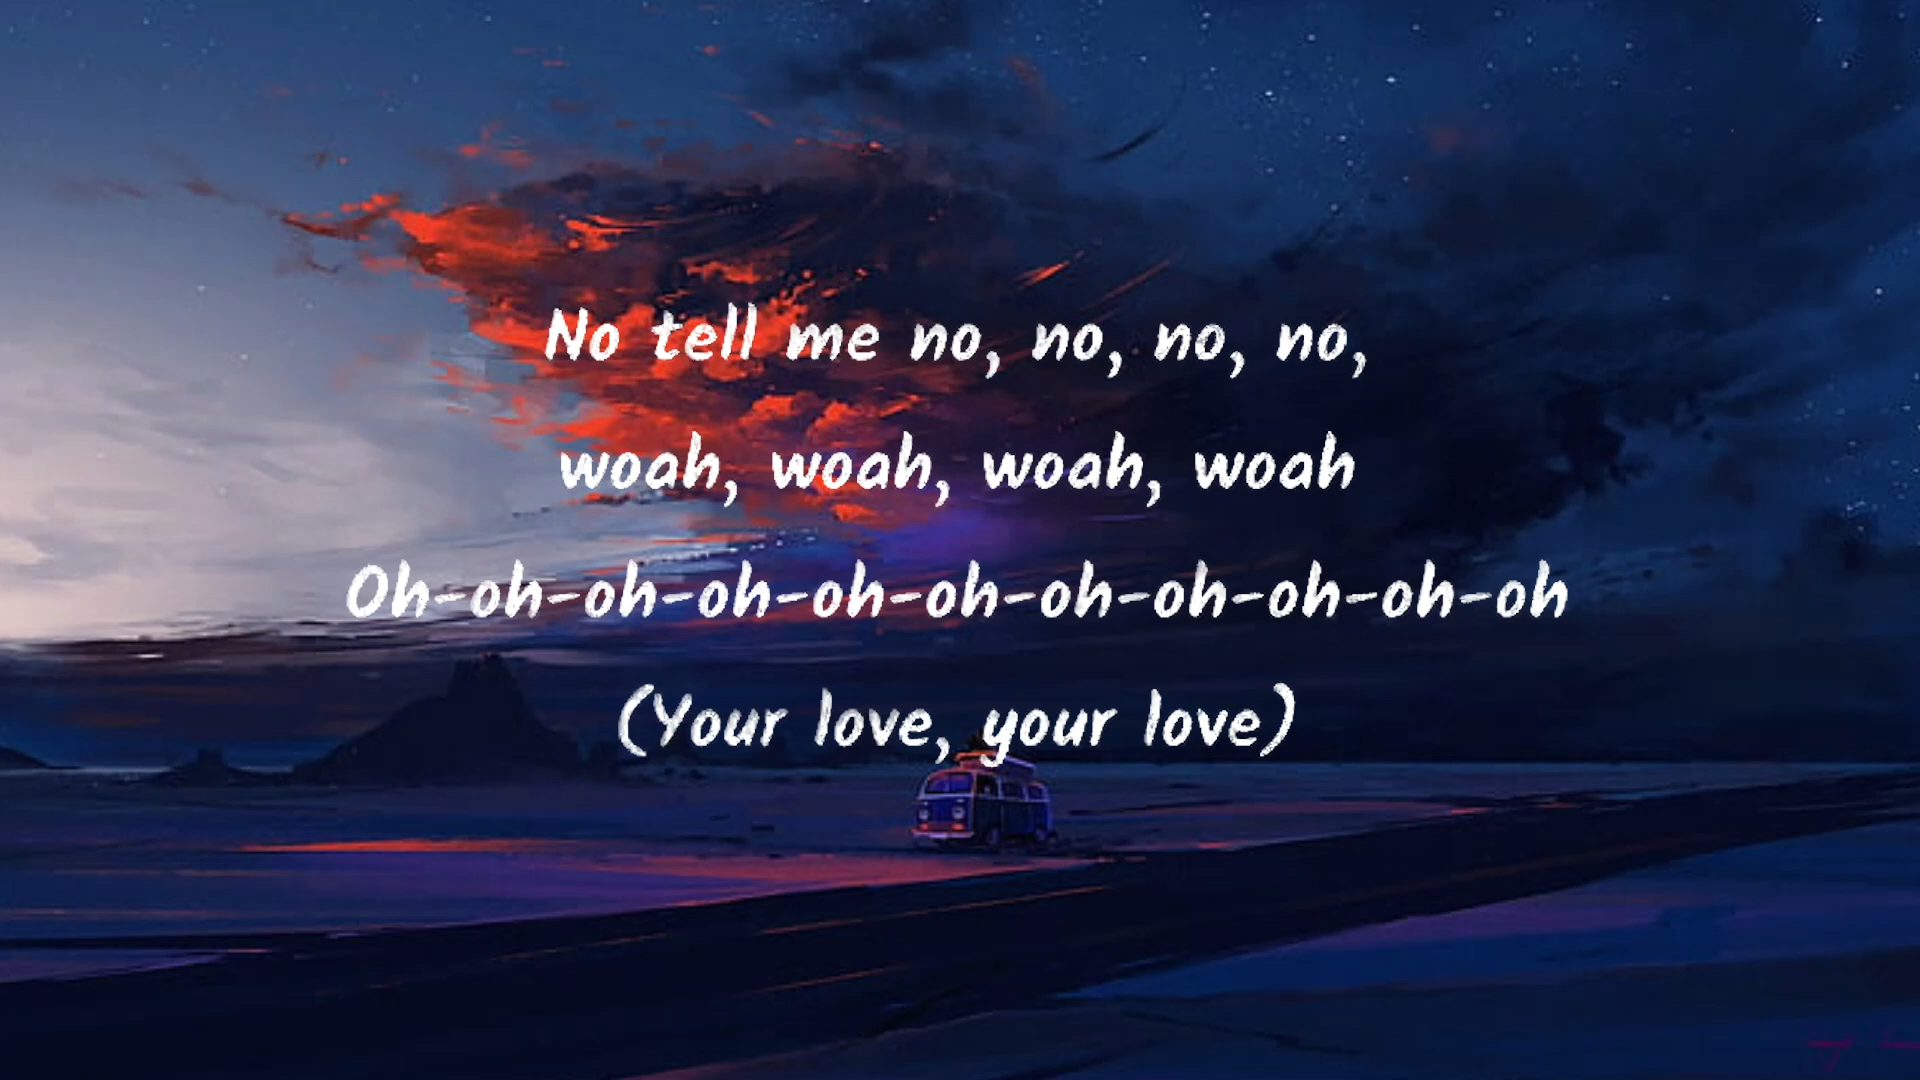 No tell me no, no, no, no,
woah, woah, woah, woah
Oh-oh-oh-oh-oh-oh-oh-oh-oh-oh-oh
(Your love, your love)